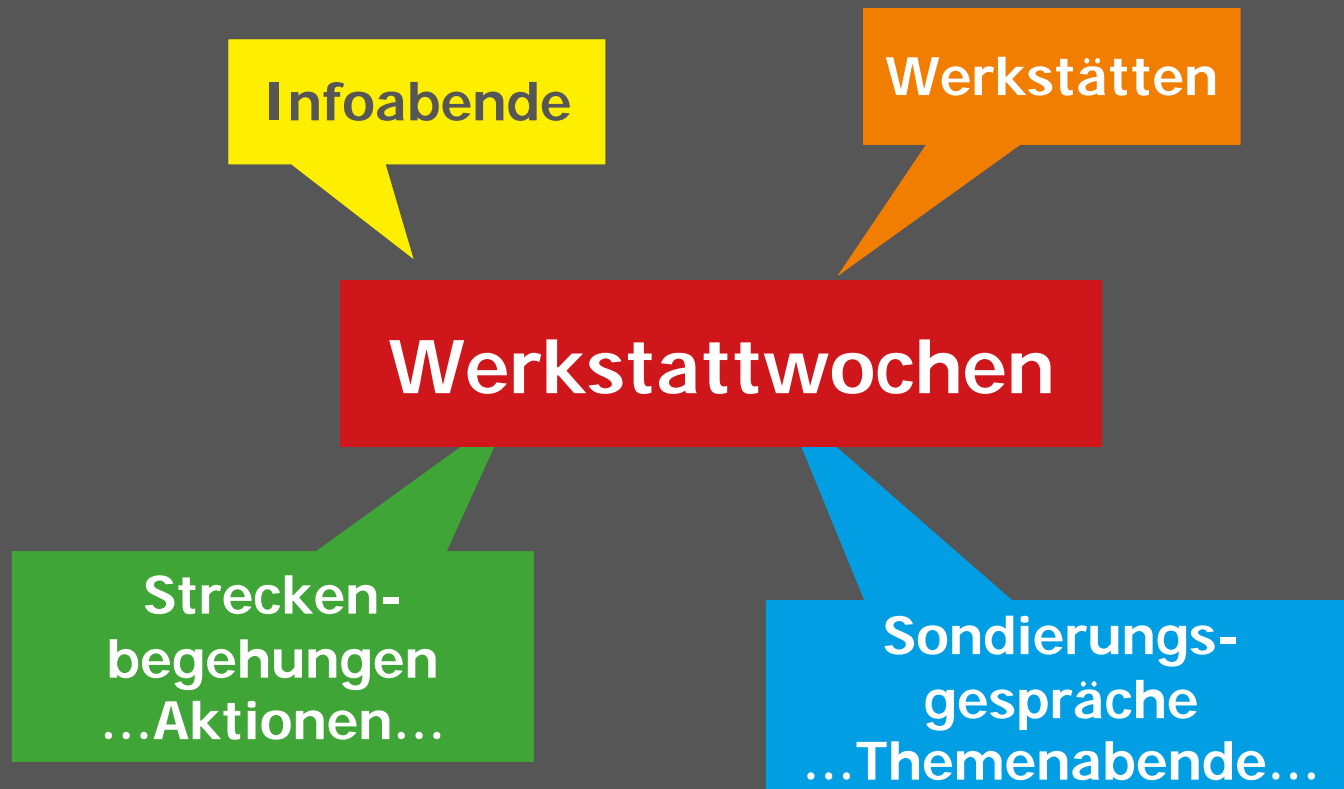 Infoabende
Werkstätten
Werkstattwochen
Strecken-
begehungen
...Aktionen...
Sondierungs-
gespräche
...Themenabende...